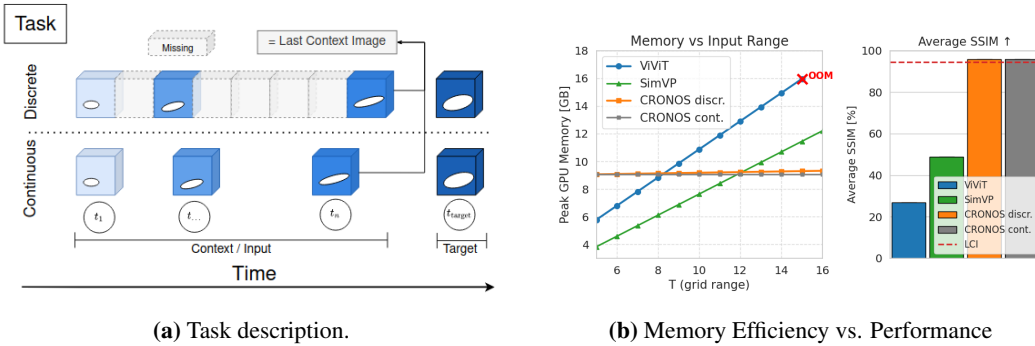 Task
Missing
= Last Context Image
Discrete
Continuous
t1
t...
tn
ttarget
Context / Input
Target
Time
(a) Task description.
Memory vs Input Range
Peak GPU Memory [GB]
18
16
14
12
10
8
6
4
ViViT
SimVP
CRONOS discr.
CRONOS cont.
OOM
6 8 10 12 14 16
T (grid range)
Average SSIM ↑
Average SSIM [%]
100
80
60
40
20
0
ViViT
SimVP
CRONOS discr.
CRONOS cont.
LCI
(b) Memory Efficiency vs. Performance